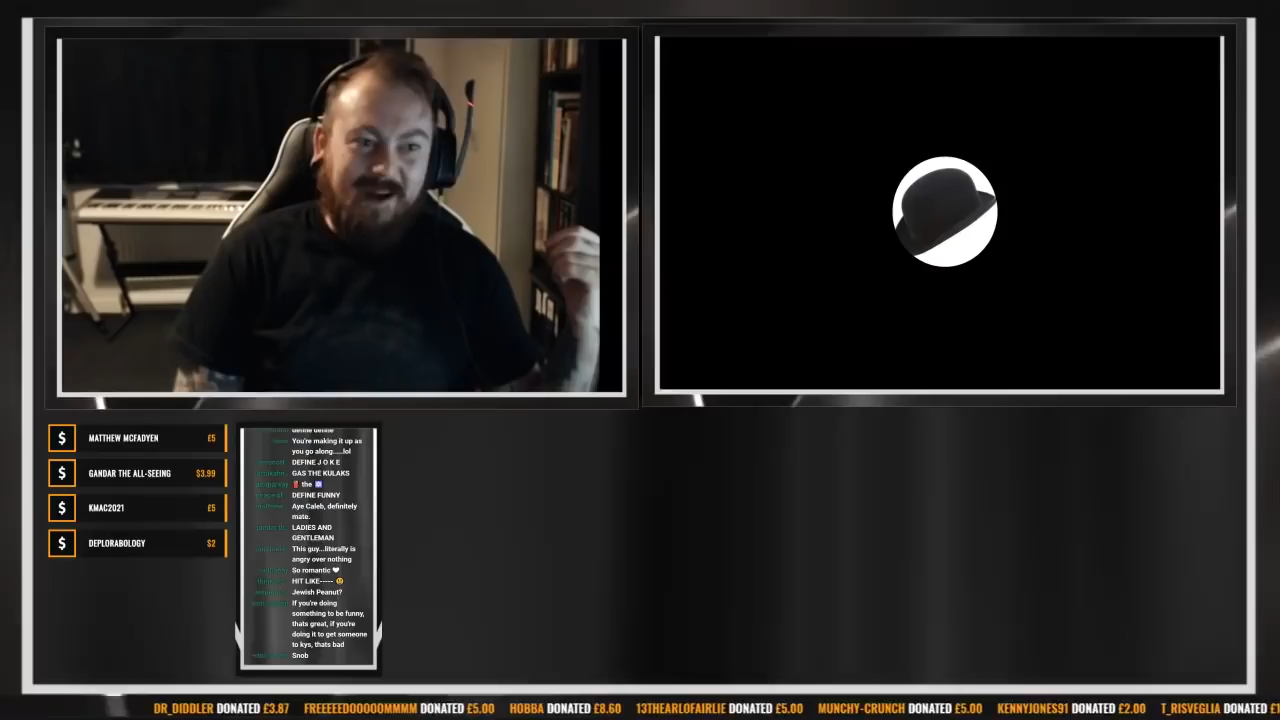 $ MATTHEW MCFADYEN £5
$ GANDAR THE ALL-SEEING $3.99
$ KMAC2021 £5
$ DEPLORABOLOGY $2
define define
You're making it up as
you go along.....lol
DEFINE J O K E
GAS THE KULAKS
the
DEFINE FUNNY
Aye Caleb, definitely
mate.
LADIES AND
GENTLEMAN
This guy...literally is
angry over nothing
So romantic
HIT LIKE-----
Jewish Peanut?
If you're doing
something to be funny,
thats great, if you're
doing it to get someone
to kys, thats bad
Snob
DR_DIDDLER DONATED £3.87 FREEEEEDOOOOOMMMM DONATED £5.00 HOBBA DONATED £8.60 13THEARLOFAIRLIE DONATED £5.00 MUNCHY-CRUNCH DONATED £5.00 KENNYJONES91 DONATED £2.00 T_RISVEGLIA DONATED